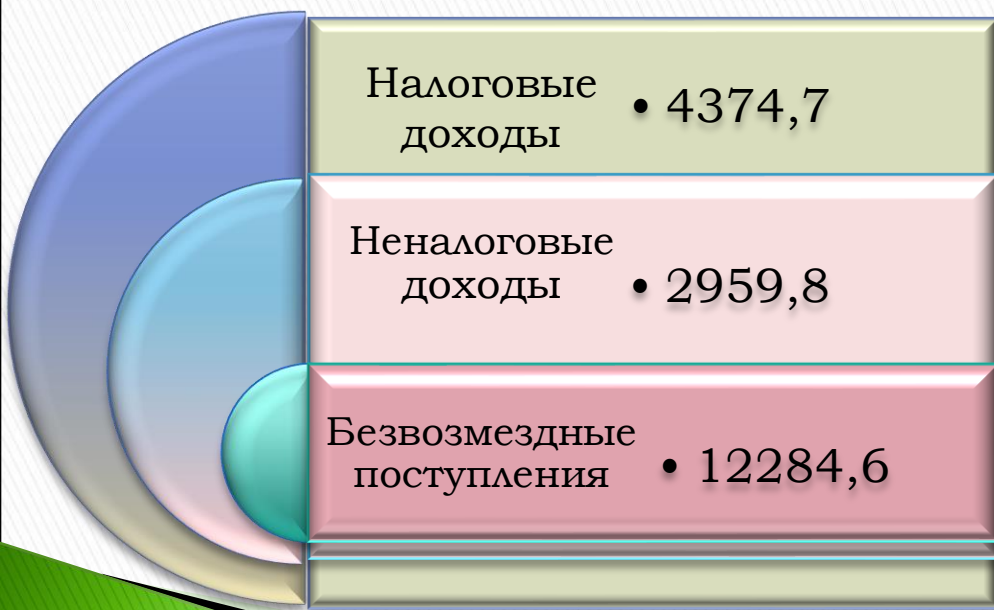 Налоговые
доходы
• 4374,7
Неналоговые
доходы
• 2959,8
Безвозмездные
поступления
• 12284,6